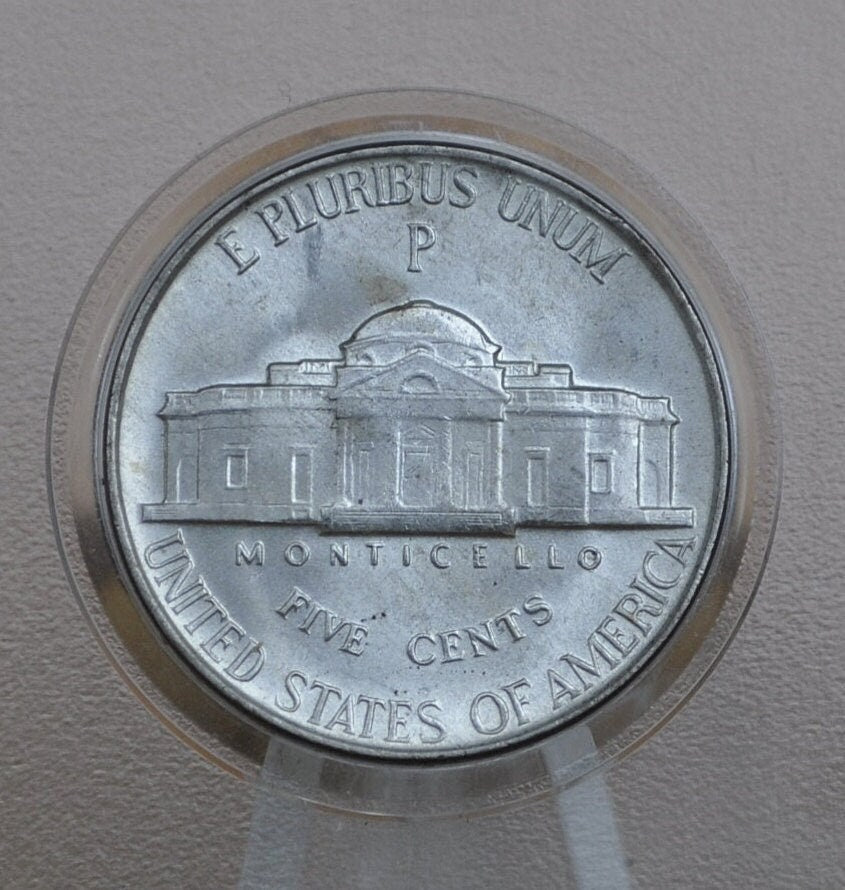 E PLURIBUS UNUM
P
MONTICELLO
FIVE CENTS
UNITED STATES OF AMERICA